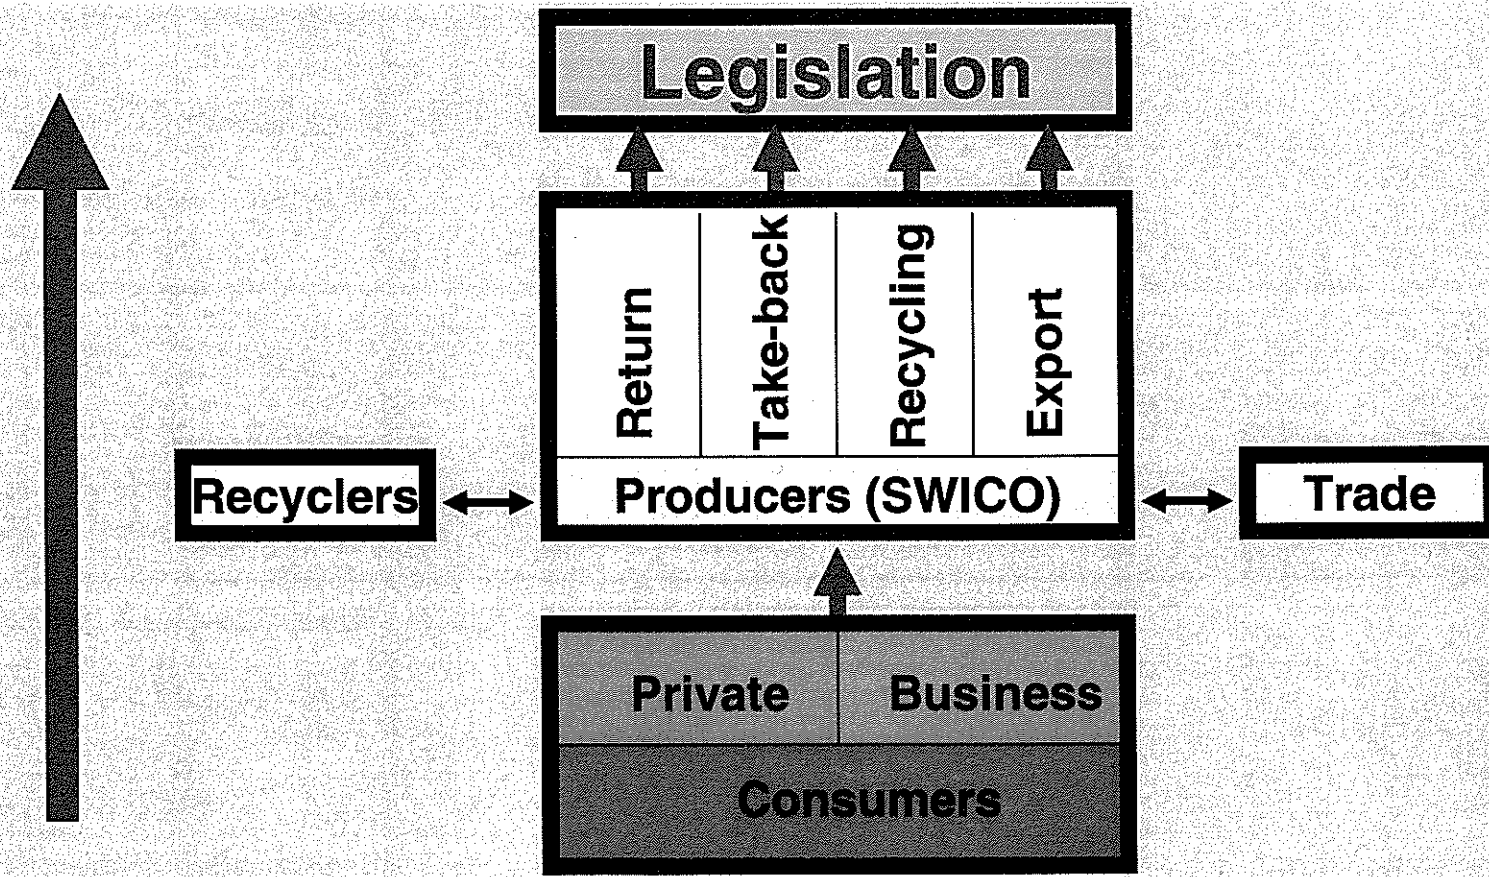 Legislation
Return
Take-back
Recycling
Export
Recyclers
Producers (SWICO)
Trade
Private
Business
Consumers